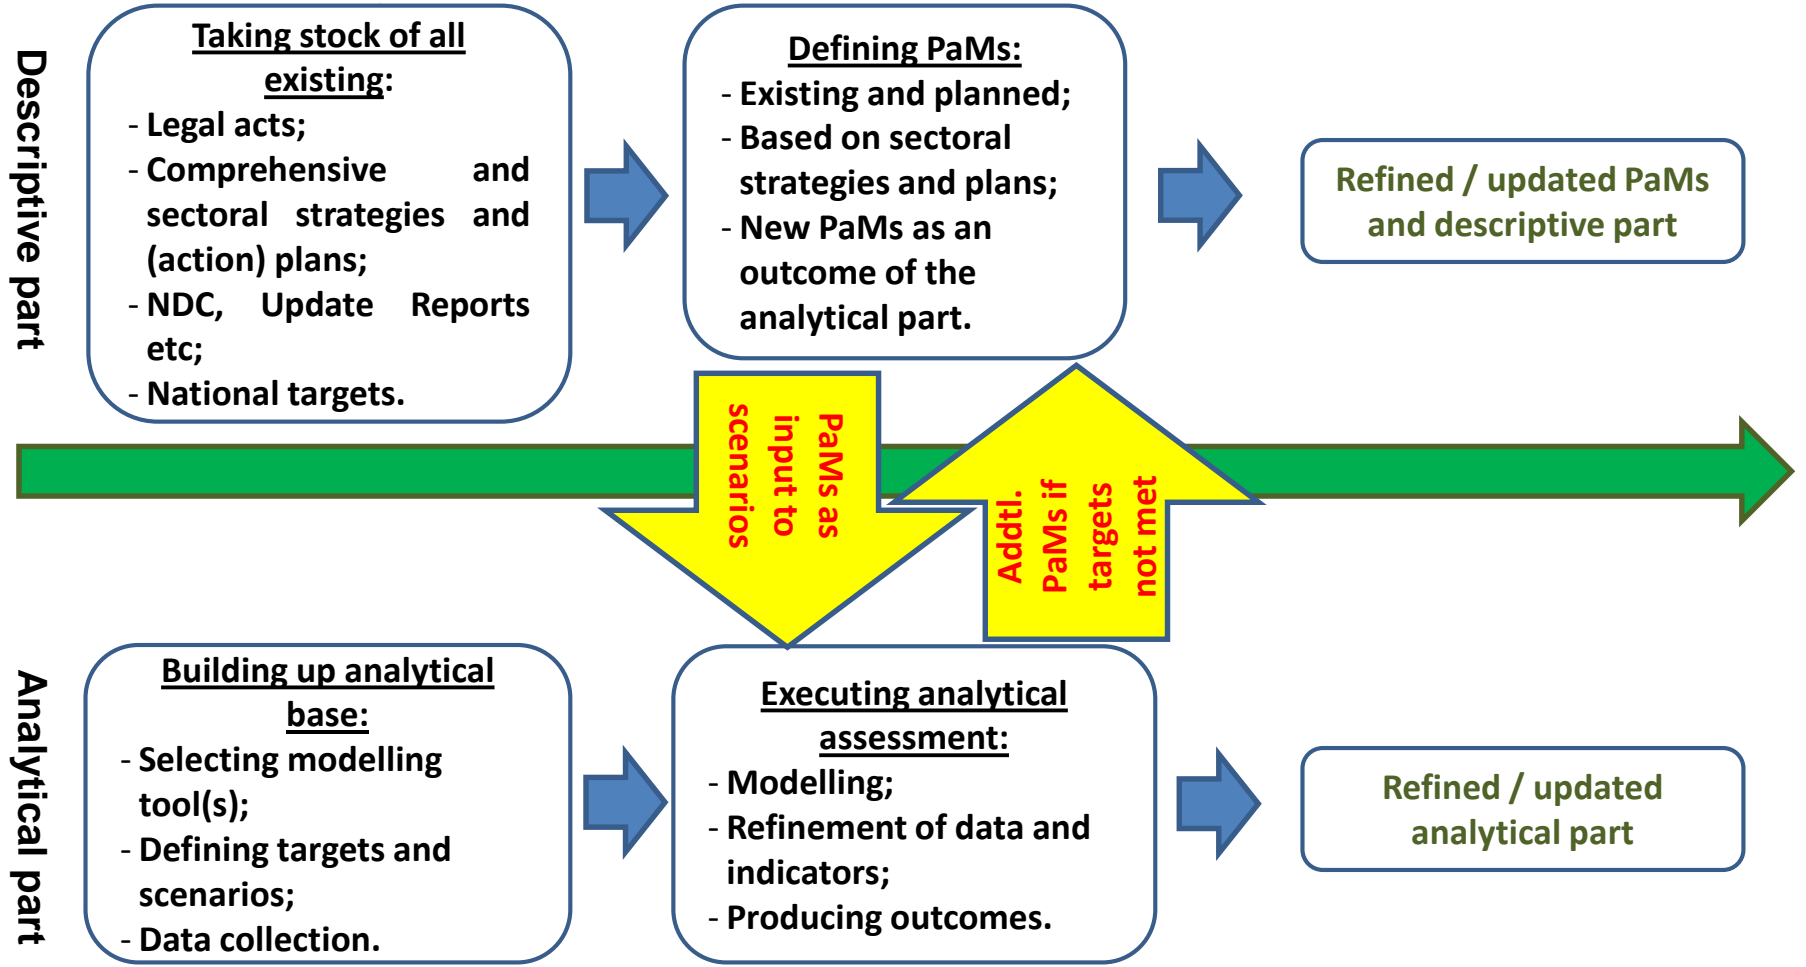 Descriptive part
Taking stock of all
existing:
- Legal acts;
- Comprehensive and
sectoral strategies and
(action) plans;
- NDC, Update Reports
etc;
- National targets.
Defining PaMs:
- Existing and planned;
- Based on sectoral
strategies and plans;
- New PaMs as an
outcome of the
analytical part.
Refined / updated PaMs
and descriptive part
PaMs as
input to
scenarios
Addtl.
PaMs if
targets
not met
Analytical part
Building up analytical
base:
- Selecting modelling
tool(s);
- Defining targets and
scenarios;
- Data collection.
Executing analytical
assessment:
- Modelling;
- Refinement of data and
indicators;
- Producing outcomes.
Refined / updated
analytical part